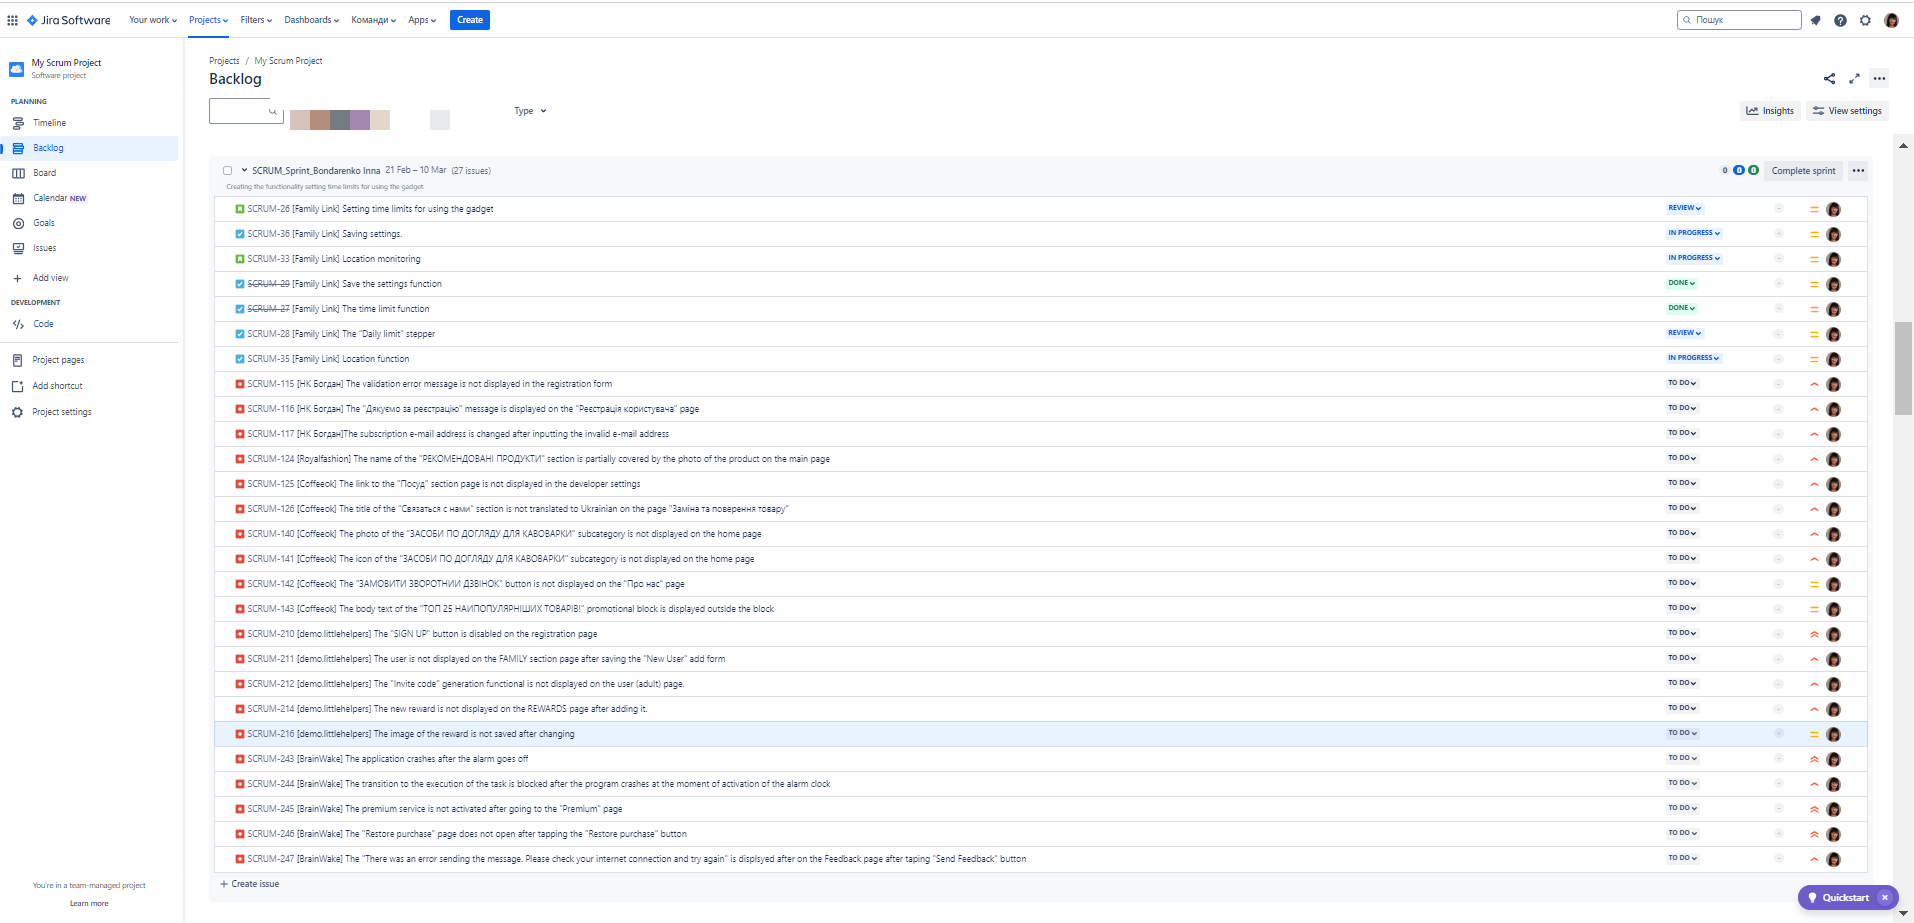 Jira Software Your work Projects Filters Dashboards Команди Apps Create Пошук
My Scrum Project
Software project
PLANNING
Timeline
Backlog
Board
Calendar NEW
Goals
Issues
Add view
DEVELOPMENT
Code
Project pages
Add shortcut
Project settings
You're in a team-managed project
Learn more
Projects / My Scrum Project
Backlog
Type
Insights View settings
SCRUM_Sprint_Bondarenko Inna 21 Feb – 10 Mar (27 issues) 0 0 0 Complete sprint
Creating the functionality setting time limits for using the gadget.
SCRUM-26 [Family Link] Setting time limits for using the gadget REVIEW
SCRUM-36 [Family Link] Saving settings. IN PROGRESS
SCRUM-33 [Family Link] Location monitoring IN PROGRESS
SCRUM-29 [Family Link] Save the settings function DONE
SCRUM-27 [Family Link] The time limit function DONE
SCRUM-28 [Family Link] The "Daily limit" stepper REVIEW
SCRUM-35 [Family Link] Location function IN PROGRESS
SCRUM-115 [НК Богдан] The validation error message is not displayed in the registration form TO DO
SCRUM-116 [НК Богдан] The "Дякуємо за реєстрацію" message is displayed on the "Реєстрація користувача" page TO DO
SCRUM-117 [НК Богдан]The subscription e-mail address is changed after inputting the invalid e-mail address TO DO
SCRUM-124 [Royalfashion] The name of the "РЕКОМЕНДОВАНІ ПРОДУКТИ" section is partially covered by the photo of the product on the main page TO DO
SCRUM-125 [Coffeeok] The link to the "Посуд" section page is not displayed in the developer settings TO DO
SCRUM-126 [Coffeeok] The title of the "Связаться с нами" section is not translated to Ukrainian on the page "Заміна та поверення товару" TO DO
SCRUM-140 [Coffeeok] The photo of the "ЗАСОБИ ПО ДОГЛЯДУ ДЛЯ КАВОВАРКИ" subcategory is not displayed on the home page TO DO
SCRUM-141 [Coffeeok] The icon of the "ЗАСОБИ ПО ДОГЛЯДУ ДЛЯ КАВОВАРКИ" subcategory is not displayed on the home page TO DO
SCRUM-142 [Coffeeok] The "ЗАМОВИТИ ЗВОРОТНИЙ ДЗВІНОК" button is not displayed on the "Про нас" page TO DO
SCRUM-143 [Coffeeok] The body text of the "ТОП 25 НАЙПОПУЛЯРНІШИХ ТОВАРІВ!" promotional block is displayed outside the block TO DO
SCRUM-210 [demo.littlehelpers] The "SIGN UP" button is disabled on the registration page TO DO
SCRUM-211 [demo.littlehelpers] The user is not displayed on the FAMILY section page after saving the "New User" add form TO DO
SCRUM-212 [demo.littlehelpers] The "Invite code" generation functional is not displayed on the user (adult) page. TO DO
SCRUM-214 [demo.littlehelpers] The new reward is not displayed on the REWARDS page after adding it. TO DO
SCRUM-216 [demo.littlehelpers] The image of the reward is not saved after changing TO DO
SCRUM-243 [BrainWake] The application crashes after the alarm goes off TO DO
SCRUM-244 [BrainWake] The transition to the execution of the task is blocked after the program crashes at the moment of activation of the alarm clock TO DO
SCRUM-245 [BrainWake] The premium service is not activated after going to the "Premium" page TO DO
SCRUM-246 [BrainWake] The "Restore purchase" page does not open after tapping the "Restore purchase" button TO DO
SCRUM-247 [BrainWake] The "There was an error sending the message. Please check your internet connection and try again" is displsyed after on the Feedback page after taping "Send Feedback" button TO DO
+ Create issue
Quickstart